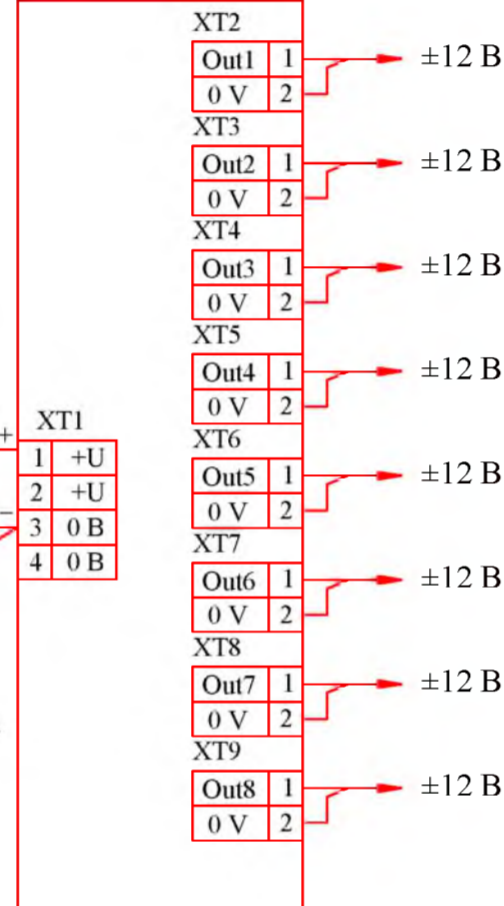 XT2
Out1 1 ±12 В
0 V 2
XT3
Out2 1 ±12 В
0 V 2
XT4
Out3 1 ±12 В
0 V 2
XT5
Out4 1 ±12 В
0 V 2
XT6
Out5 1 ±12 В
0 V 2
XT7
Out6 1 ±12 В
0 V 2
XT8
Out7 1 ±12 В
0 V 2
XT9
Out8 1 ±12 В
0 V 2
XT1
+
1 +U
2 +U
−
3 0 В
4 0 В